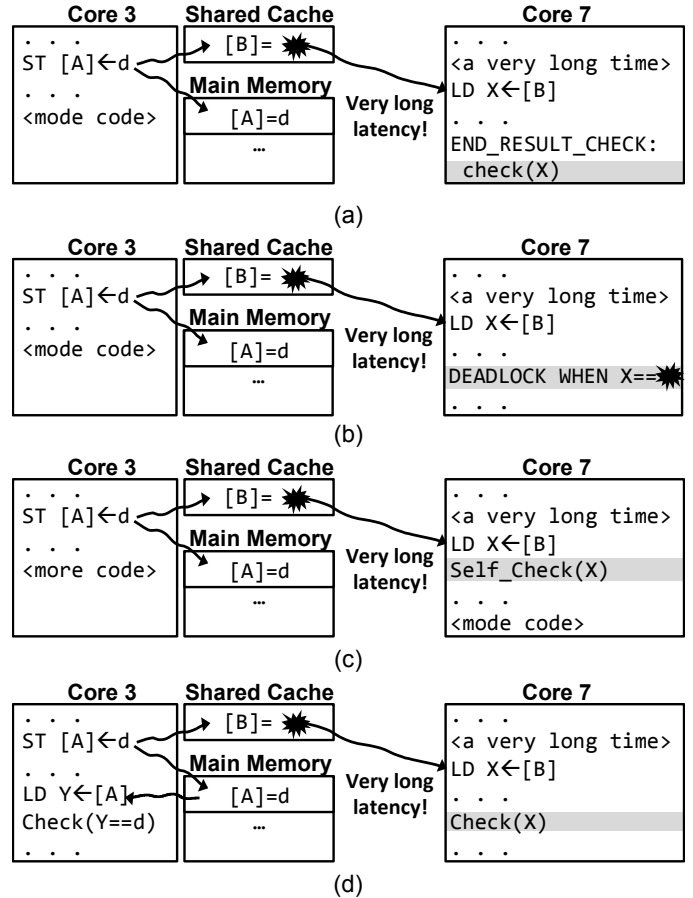 Core 3 Shared Cache Core 7
. . .
ST [A]←d
. . .
<mode code>
[B]=
Main Memory
[A]=d
…
Very long
latency!
. . .
<a very long time>
LD X←[B]
. . .
END_RESULT_CHECK:
check(X)
(a)
Core 3 Shared Cache Core 7
. . .
ST [A]←d
. . .
<mode code>
[B]=
Main Memory
[A]=d
…
Very long
latency!
. . .
<a very long time>
LD X←[B]
. . .
DEADLOCK WHEN X==
. . .
(b)
Core 3 Shared Cache Core 7
. . .
ST [A]←d
. . .
<more code>
[B]=
Main Memory
[A]=d
…
Very long
latency!
. . .
<a very long time>
LD X←[B]
Self_Check(X)
. . .
<mode code>
(c)
Core 3 Shared Cache Core 7
. . .
ST [A]←d
. . .
LD Y←[A]
Check(Y==d)
. . .
[B]=
Main Memory
[A]=d
…
Very long
latency!
. . .
<a very long time>
LD X←[B]
. . .
Check(X)
. . .
(d)